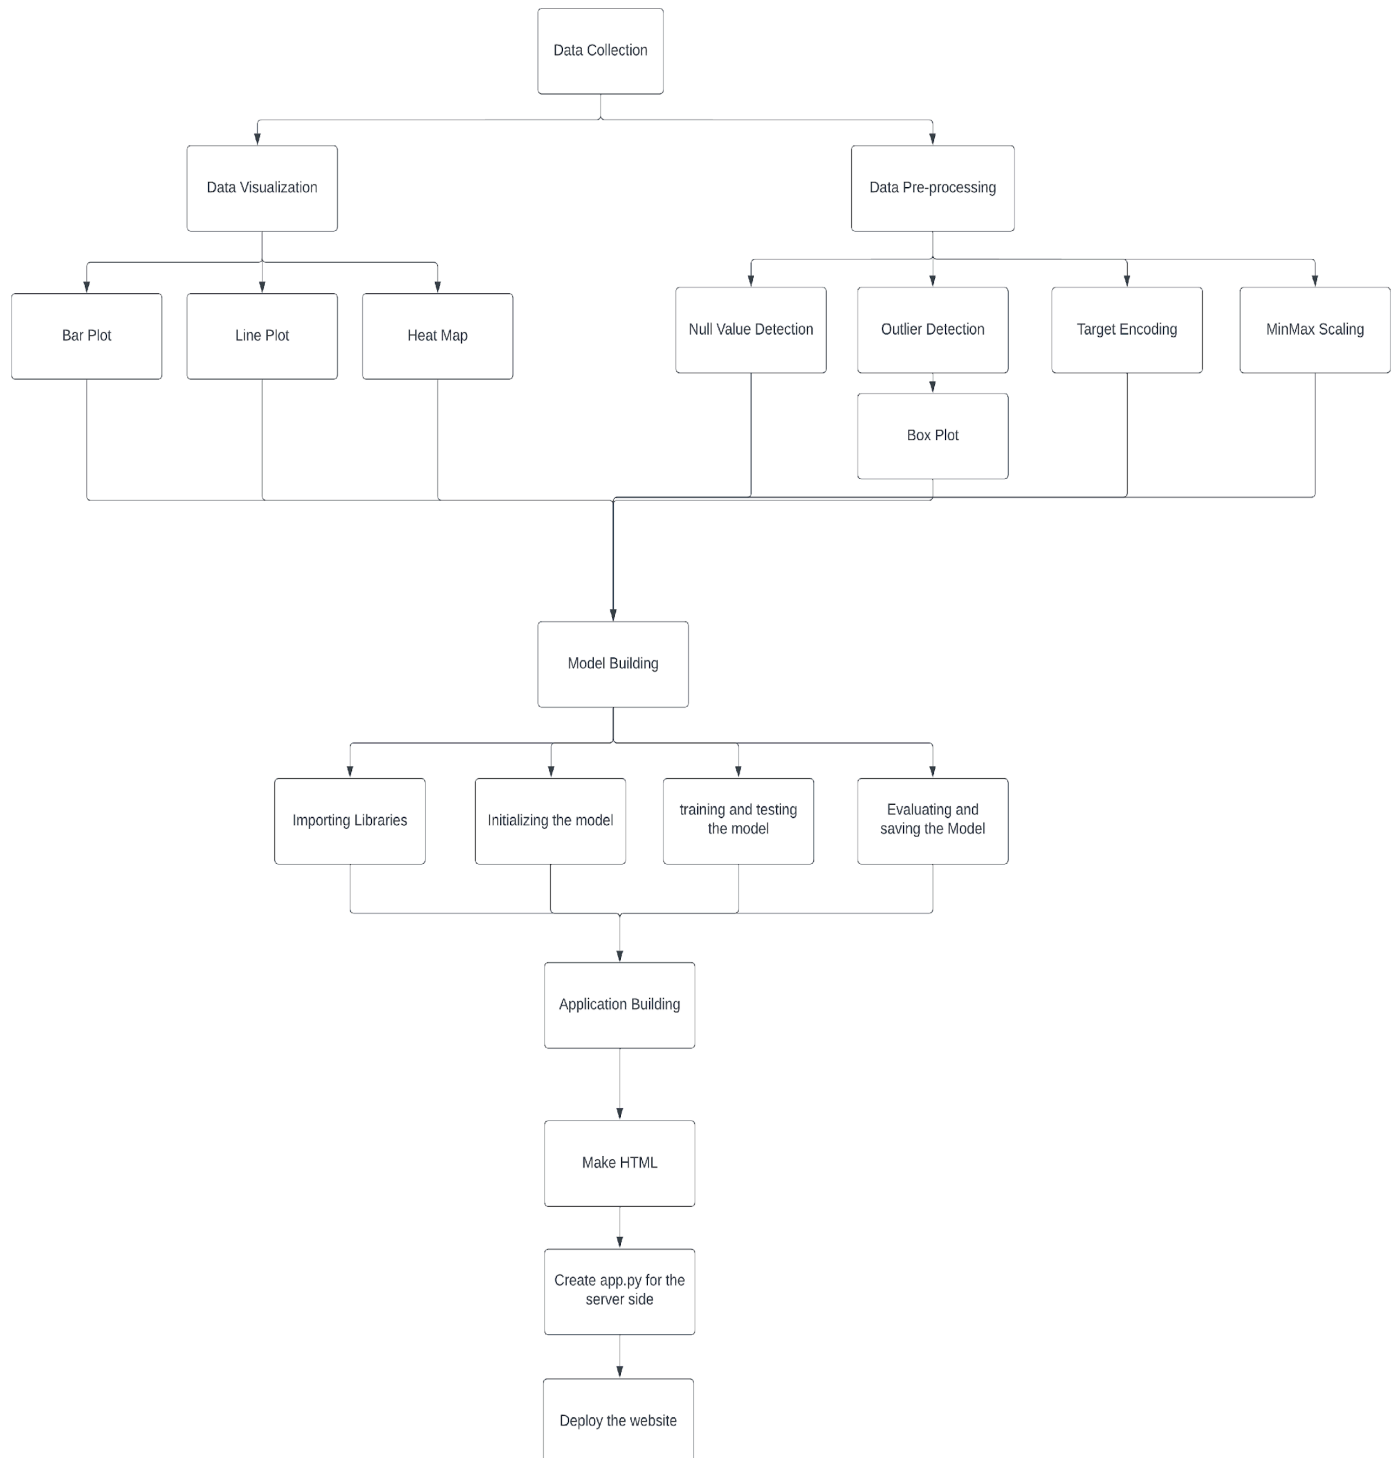 Data Collection
Data Visualization
Data Pre-processing
Bar Plot
Line Plot
Heat Map
Null Value Detection
Outlier Detection
Target Encoding
MinMax Scaling
Box Plot
Model Building
Importing Libraries
Initializing the model
training and testing
the model
Evaluating and
saving the Model
Application Building
Make HTML
Create app.py for the
server side
Deploy the website